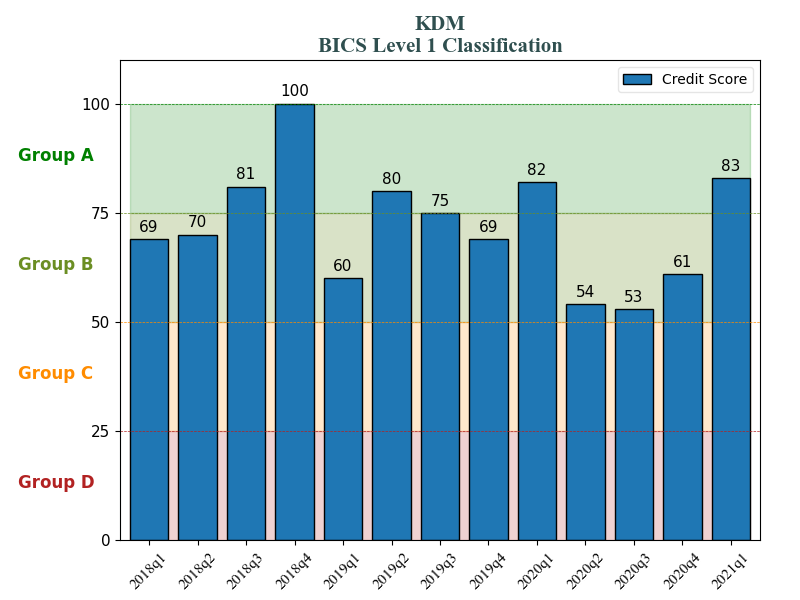 KDM
BICS Level 1 Classification
Credit Score
100
75
50
25
0
Group A
Group B
Group C
Group D
69
70
81
100
60
80
75
69
82
54
53
61
83
2018q1
2018q2
2018q3
2018q4
2019q1
2019q2
2019q3
2019q4
2020q1
2020q2
2020q3
2020q4
2021q1